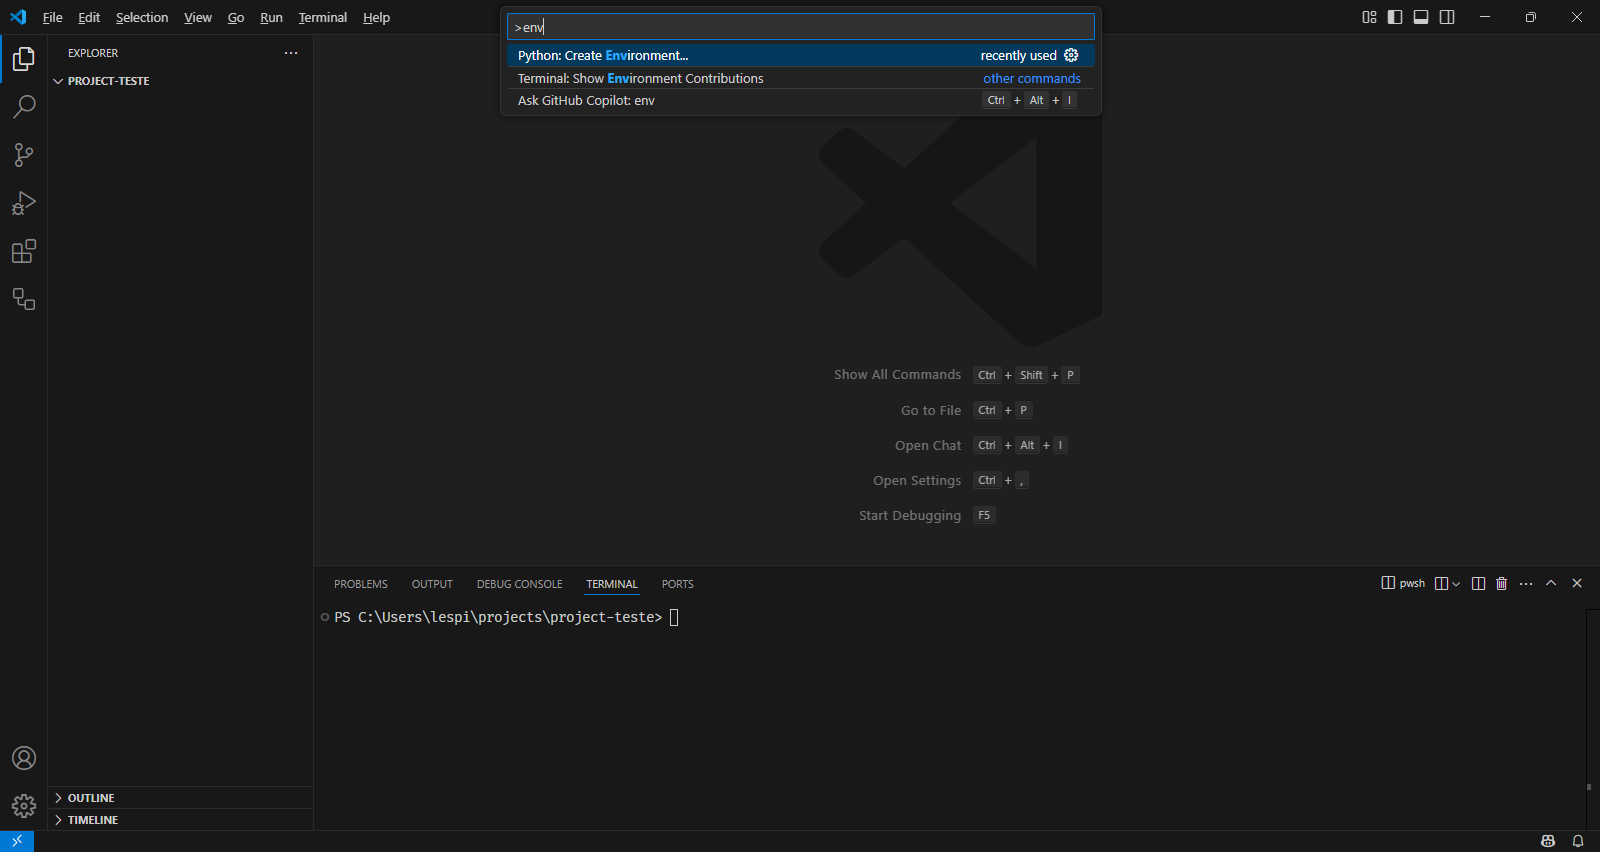 File Edit Selection View Go Run Terminal Help
>env
Python: Create Environment... recently used
Terminal: Show Environment Contributions other commands
Ask GitHub Copilot: env Ctrl + Alt + I
EXPLORER
PROJECT-TESTE
Show All Commands Ctrl + Shift + P
Go to File Ctrl + P
Open Chat Ctrl + Alt + I
Open Settings Ctrl + ,
Start Debugging F5
PROBLEMS OUTPUT DEBUG CONSOLE TERMINAL PORTS pwsh
PS C:\Users\lespi\projects\project-teste>
OUTLINE
TIMELINE